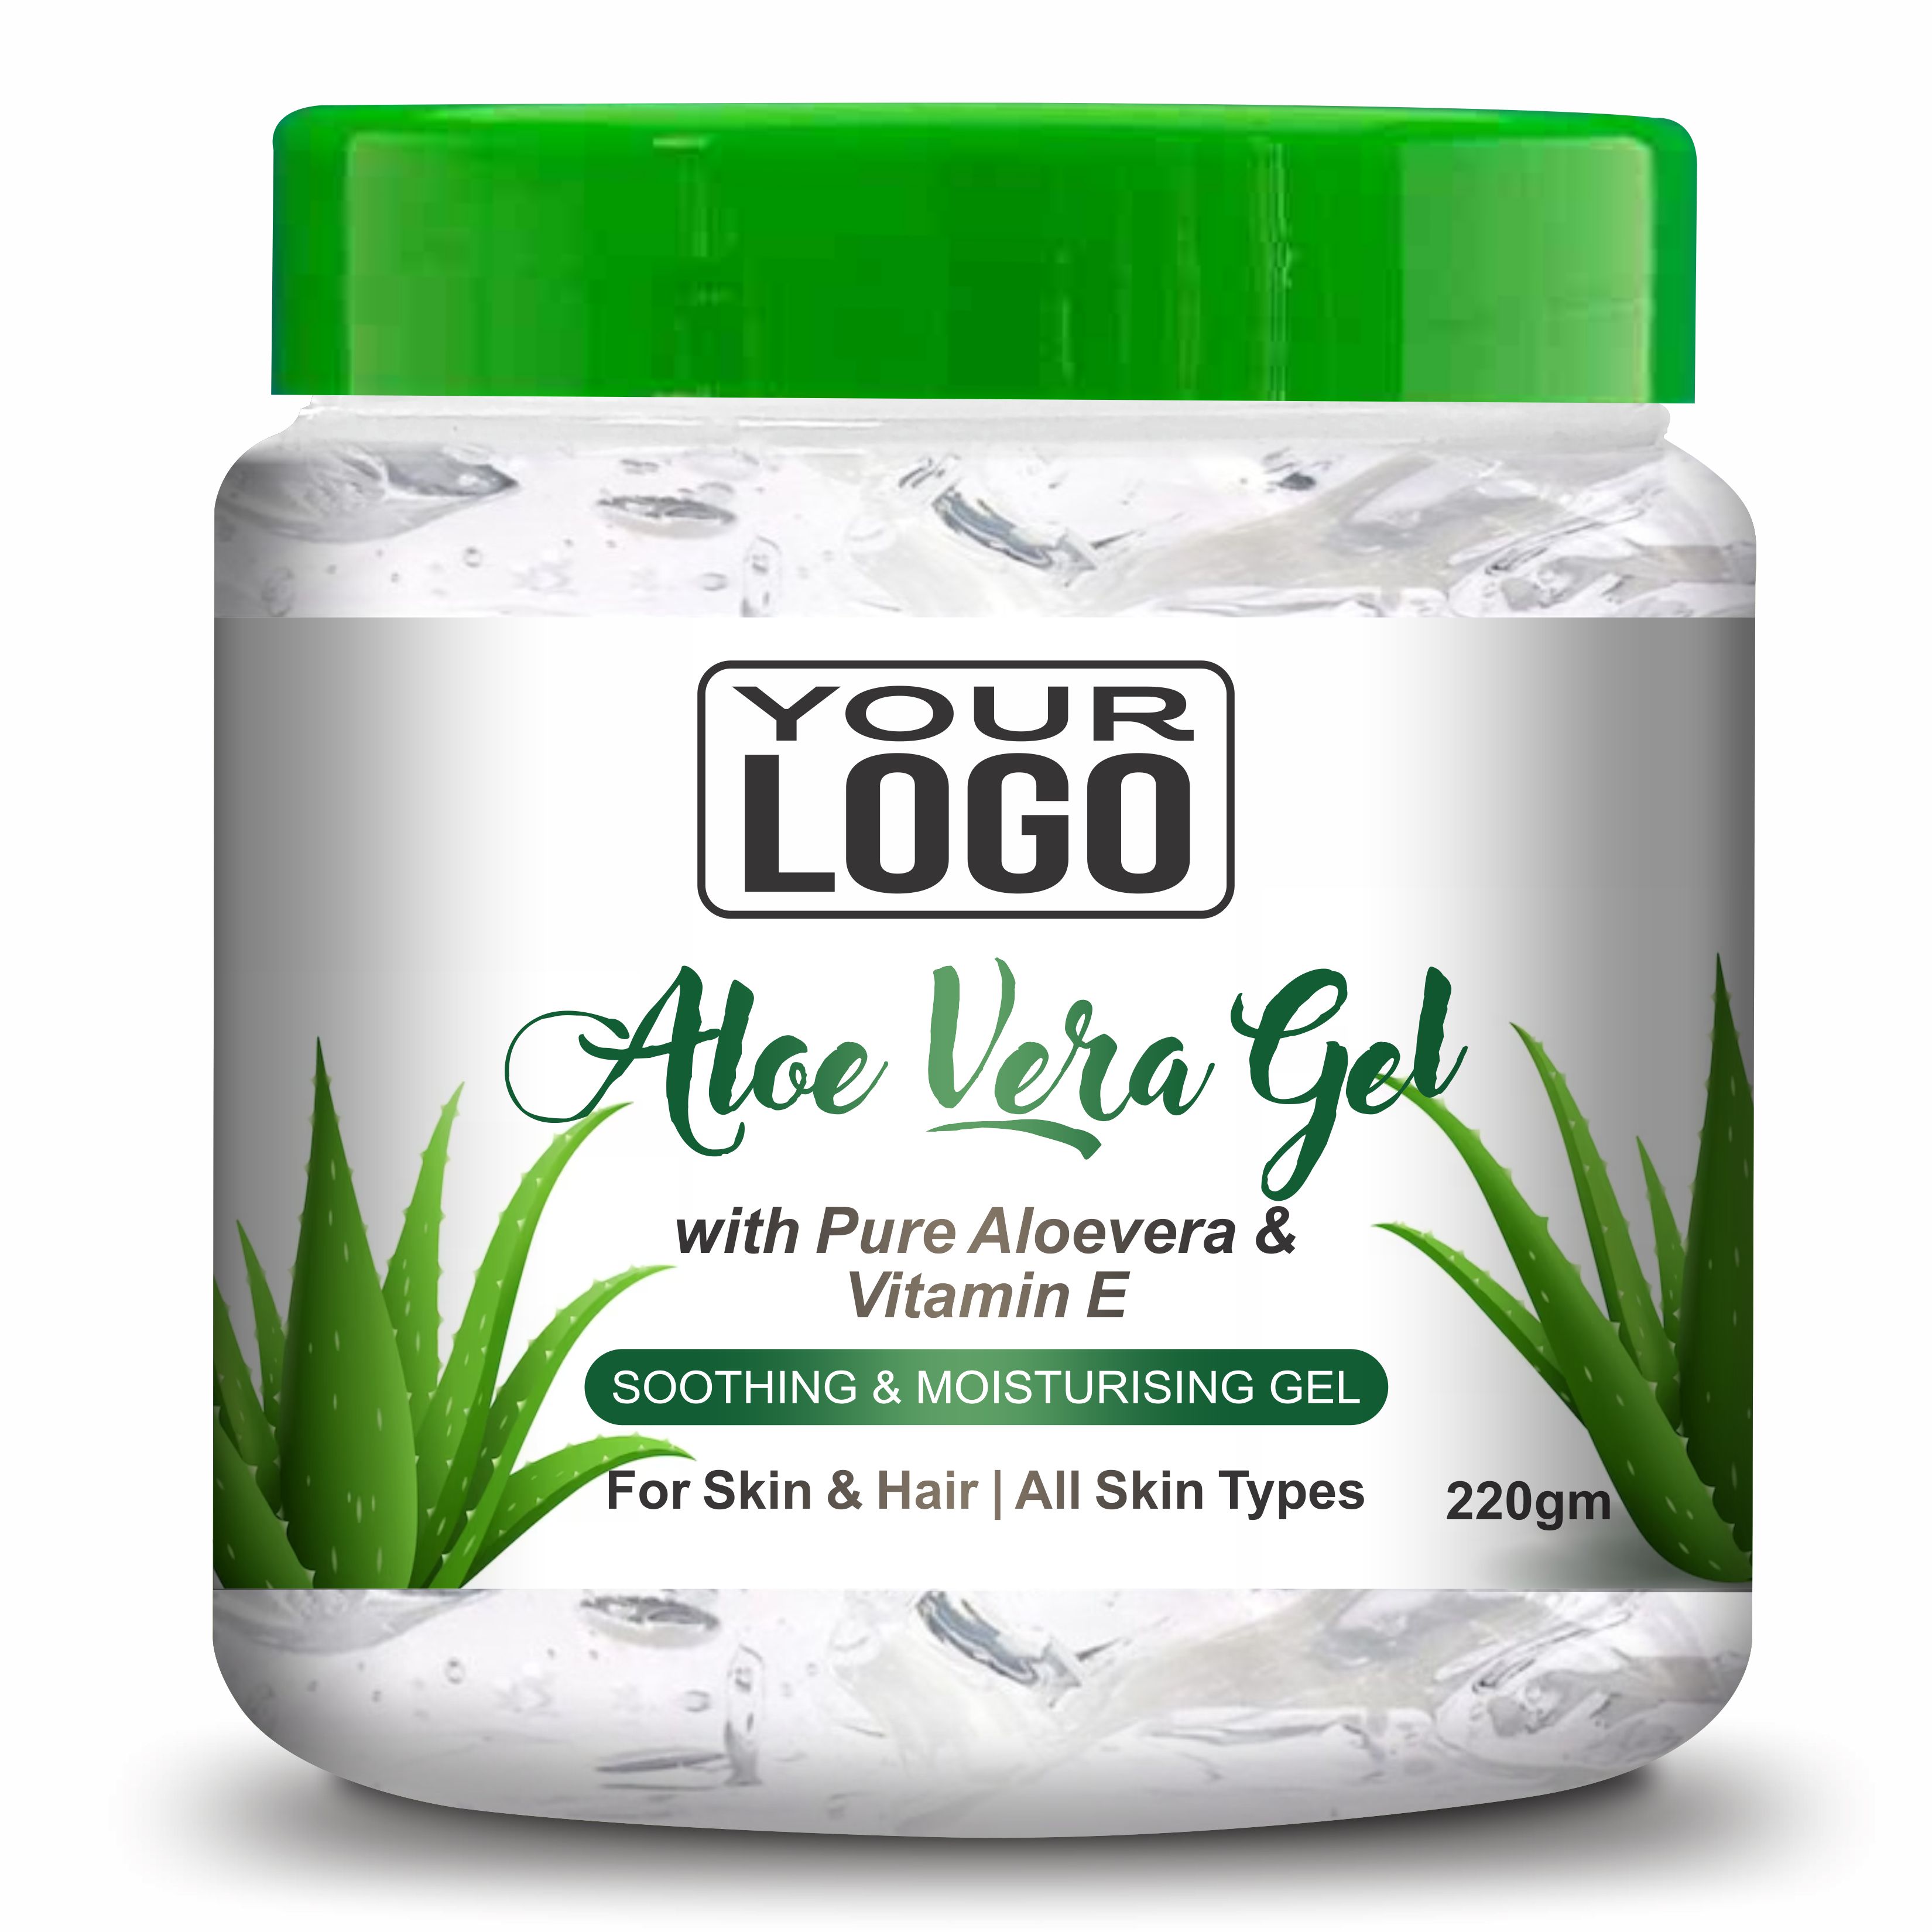 YOUR
LOGO
Aloe Vera Gel
with Pure Aloevera &
Vitamin E
SOOTHING & MOISTURISING GEL
For Skin & Hair | All Skin Types
220gm